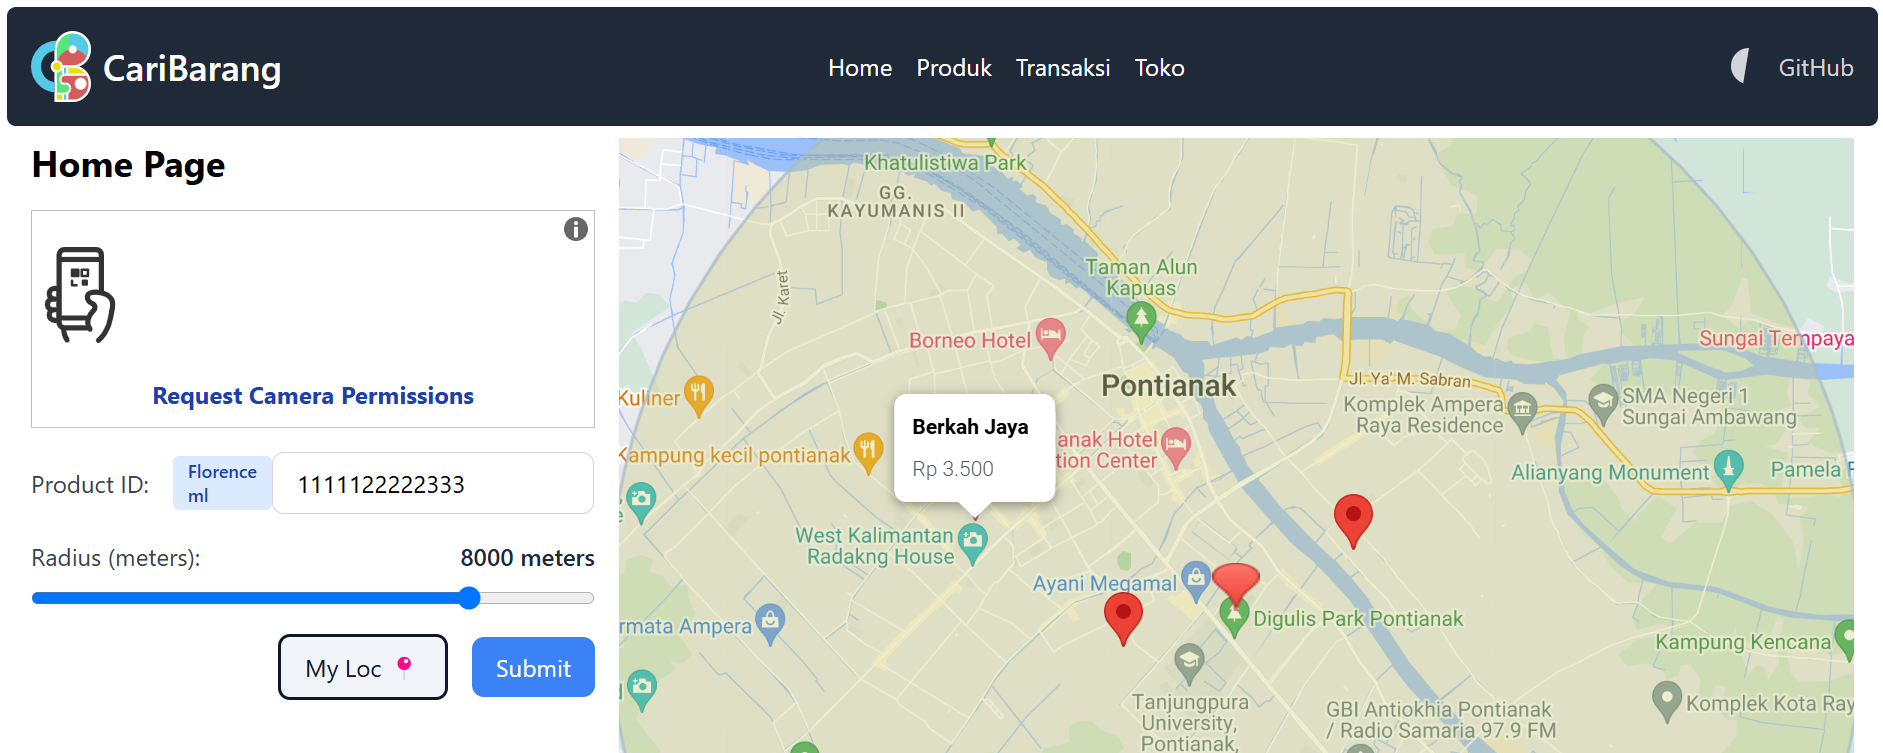 CariBarang
Home Produk Transaksi Toko
GitHub
Home Page
Request Camera Permissions
Product ID:
Florence
ml
1111122222333
Radius (meters):
8000 meters
My Loc
Submit
Khatulistiwa Park
GG.
KAYUMANIS II
Jl. Karet
Taman Alun
Kapuas
Borneo Hotel
Sungai Tempaya
Pontianak
Jl. Ya' M. Sabran
Kuliner
Komplek Ampera
Raya Residence
SMA Negeri 1
Sungai Ambawang
Berkah Jaya
Rp 3.500
anak Hotel
tion Center
Kampung kecil pontianak
Alianyang Monument
Pamela
West Kalimantan
Radakng House
Ayani Megamal
rmata Ampera
Digulis Park Pontianak
Kampung Kencana
Tanjungpura
University,
Pontianak,
GBI Antiokhia Pontianak
/ Radio Samaria 97.9 FM
Komplek Kota Ray